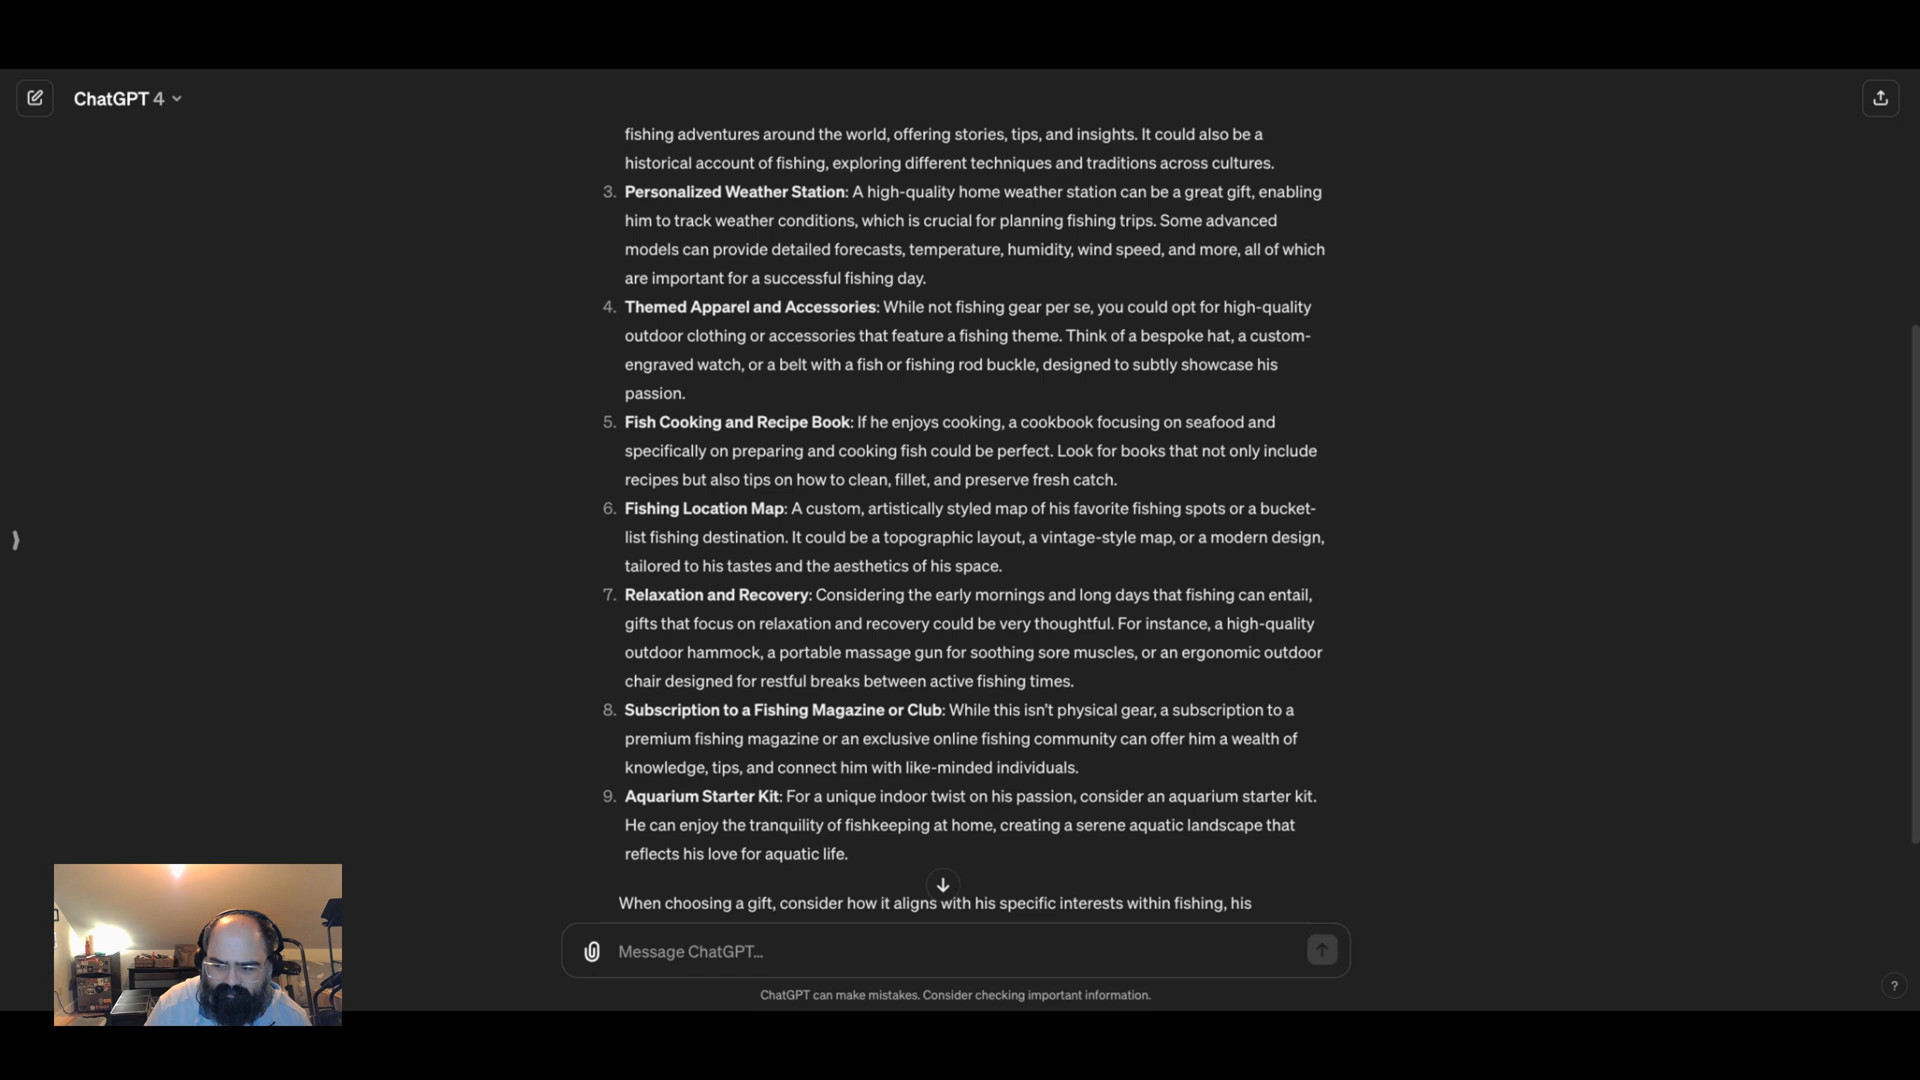 ChatGPT 4
fishing adventures around the world, offering stories, tips, and insights. It could also be a
historical account of fishing, exploring different techniques and traditions across cultures.
3. Personalized Weather Station: A high-quality home weather station can be a great gift, enabling
him to track weather conditions, which is crucial for planning fishing trips. Some advanced
models can provide detailed forecasts, temperature, humidity, wind speed, and more, all of which
are important for a successful fishing day.
4. Themed Apparel and Accessories: While not fishing gear per se, you could opt for high-quality
outdoor clothing or accessories that feature a fishing theme. Think of a bespoke hat, a custom-
engraved watch, or a belt with a fish or fishing rod buckle, designed to subtly showcase his
passion.
5. Fish Cooking and Recipe Book: If he enjoys cooking, a cookbook focusing on seafood and
specifically on preparing and cooking fish could be perfect. Look for books that not only include
recipes but also tips on how to clean, fillet, and preserve fresh catch.
6. Fishing Location Map: A custom, artistically styled map of his favorite fishing spots or a bucket-
list fishing destination. It could be a topographic layout, a vintage-style map, or a modern design,
tailored to his tastes and the aesthetics of his space.
7. Relaxation and Recovery: Considering the early mornings and long days that fishing can entail,
gifts that focus on relaxation and recovery could be very thoughtful. For instance, a high-quality
outdoor hammock, a portable massage gun for soothing sore muscles, or an ergonomic outdoor
chair designed for restful breaks between active fishing times.
8. Subscription to a Fishing Magazine or Club: While this isn't physical gear, a subscription to a
premium fishing magazine or an exclusive online fishing community can offer him a wealth of
knowledge, tips, and connect him with like-minded individuals.
9. Aquarium Starter Kit: For a unique indoor twist on his passion, consider an aquarium starter kit.
He can enjoy the tranquility of fishkeeping at home, creating a serene aquatic landscape that
reflects his love for aquatic life.
When choosing a gift, consider how it aligns with his specific interests within fishing, his
Message ChatGPT...
ChatGPT can make mistakes. Consider checking important information.
?